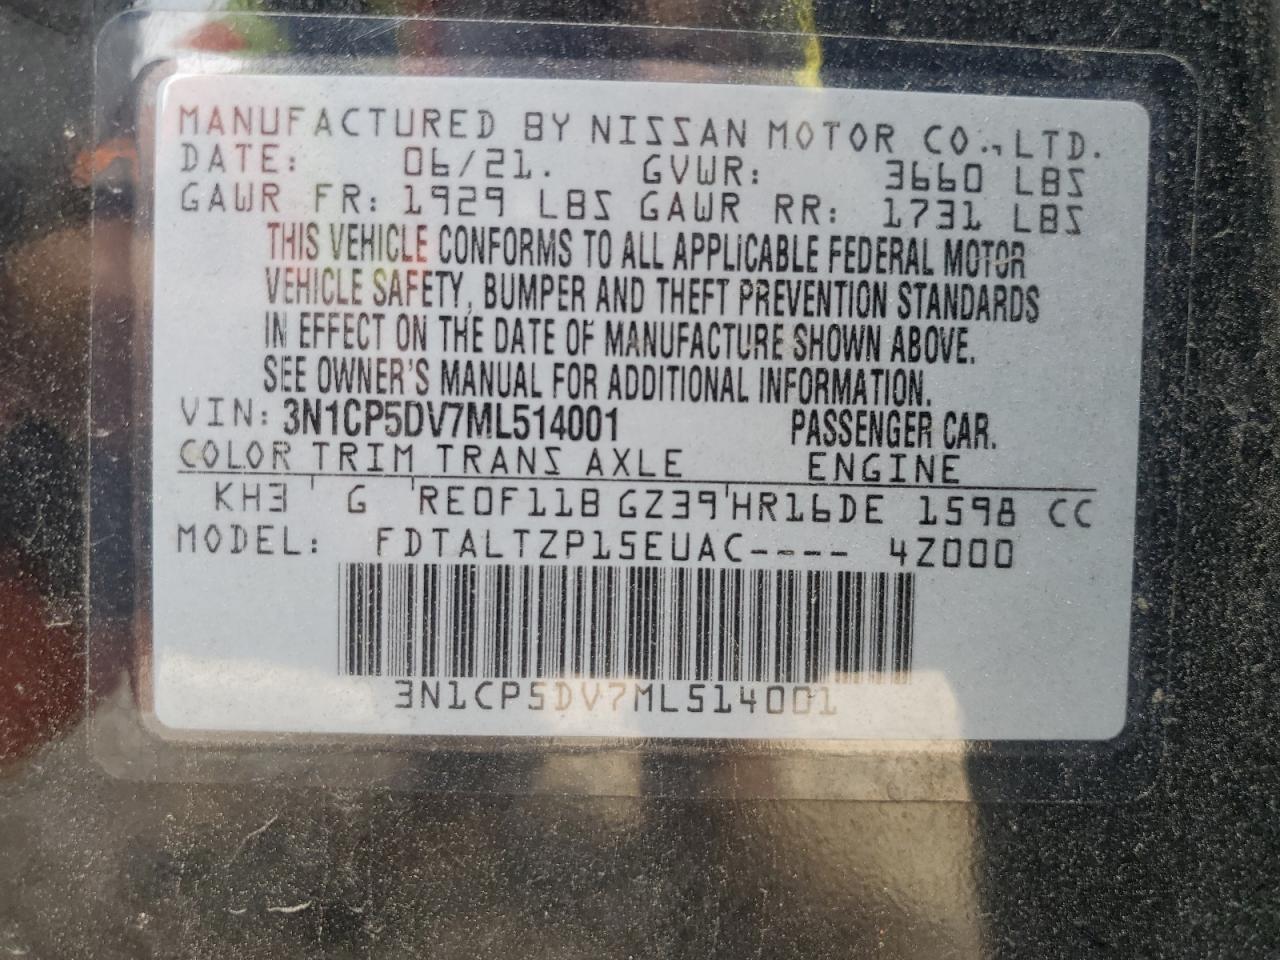 MANUFACTURED BY NISSAN MOTOR CO., LTD.
DATE: 06/21. GVWR: 3660 LBS
GAWR FR: 1929 LBS GAWR RR: 1731 LBS
THIS VEHICLE CONFORMS TO ALL APPLICABLE FEDERAL MOTOR
VEHICLE SAFETY, BUMPER AND THEFT PREVENTION STANDARDS
IN EFFECT ON THE DATE OF MANUFACTURE SHOWN ABOVE.
SEE OWNER'S MANUAL FOR ADDITIONAL INFORMATION.
VIN: 3N1CP5DV7ML514001 PASSENGER CAR.
COLOR TRIM TRANS AXLE ENGINE
KH3 ' G ' RE0F11B GZ39 ' HR16DE 1598 CC
MODEL: FDTALTZP15EUAC---- 4Z000
3N1CP5DV7ML514001